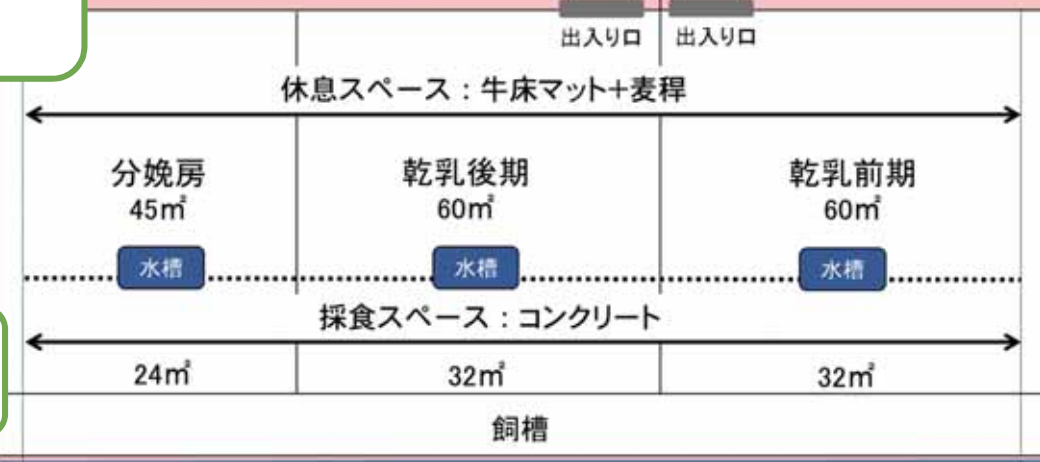 出入り口 出入り口
休息スペース：牛床マット+麦稈
分娩房 乾乳後期 乾乳前期
45㎡ 60㎡ 60㎡
水槽 水槽 水槽
採食スペース：コンクリート
24㎡ 32㎡ 32㎡
飼槽